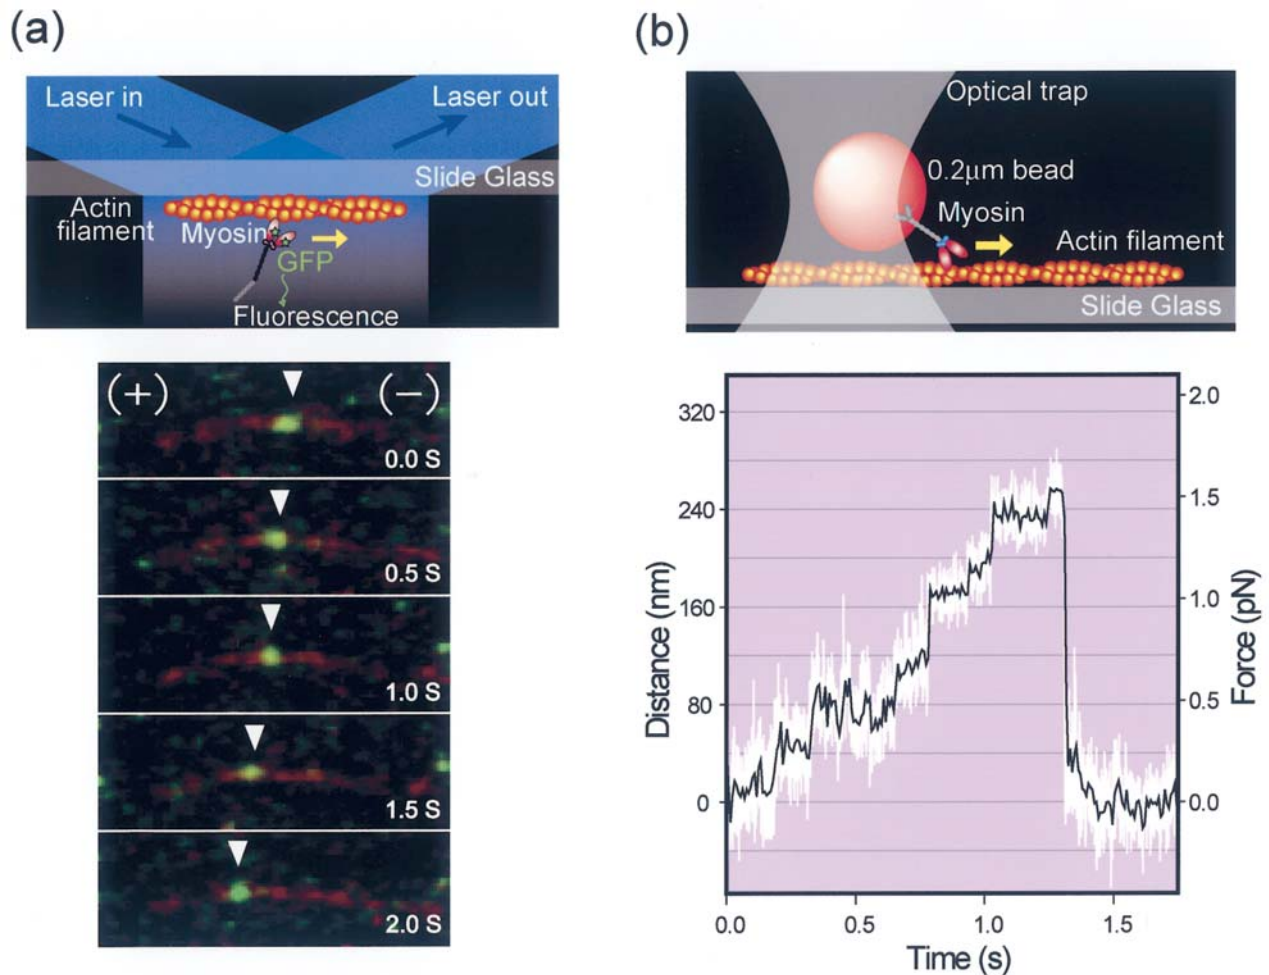 (a)
Laser in
Laser out
Slide Glass
Actin
filament
Myosin
GFP
Fluorescence
(+)
(−)
0.0 S
0.5 S
1.0 S
1.5 S
2.0 S
(b)
Optical trap
0.2μm bead
Myosin
Actin filament
Slide Glass
Distance (nm)
320
240
160
80
0
2.0
1.5
1.0
0.5
0.0
Force (pN)
0.0
0.5
1.0
1.5
Time (s)